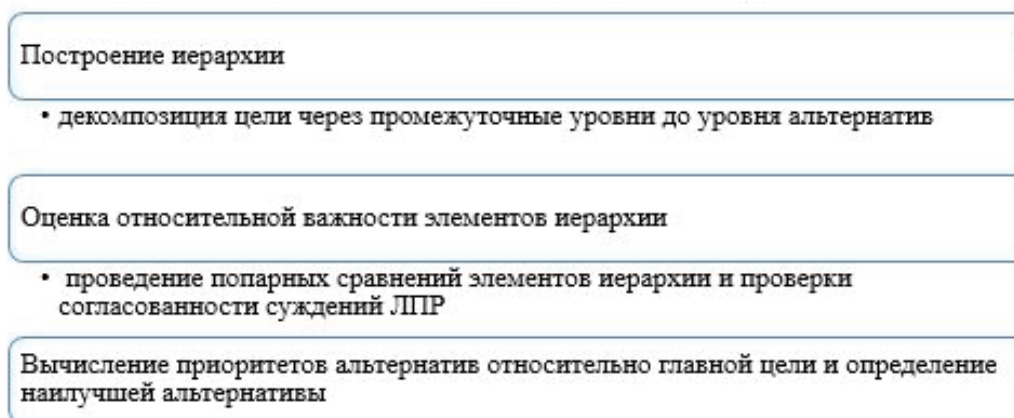 Построение иерархии
• декомпозиция цели через промежуточные уровни до уровня альтернатив
Оценка относительной важности элементов иерархии
• проведение попарных сравнений элементов иерархии и проверки
согласованности суждений ЛПР
Вычисление приоритетов альтернатив относительно главной цели и определение
наилучшей альтернативы